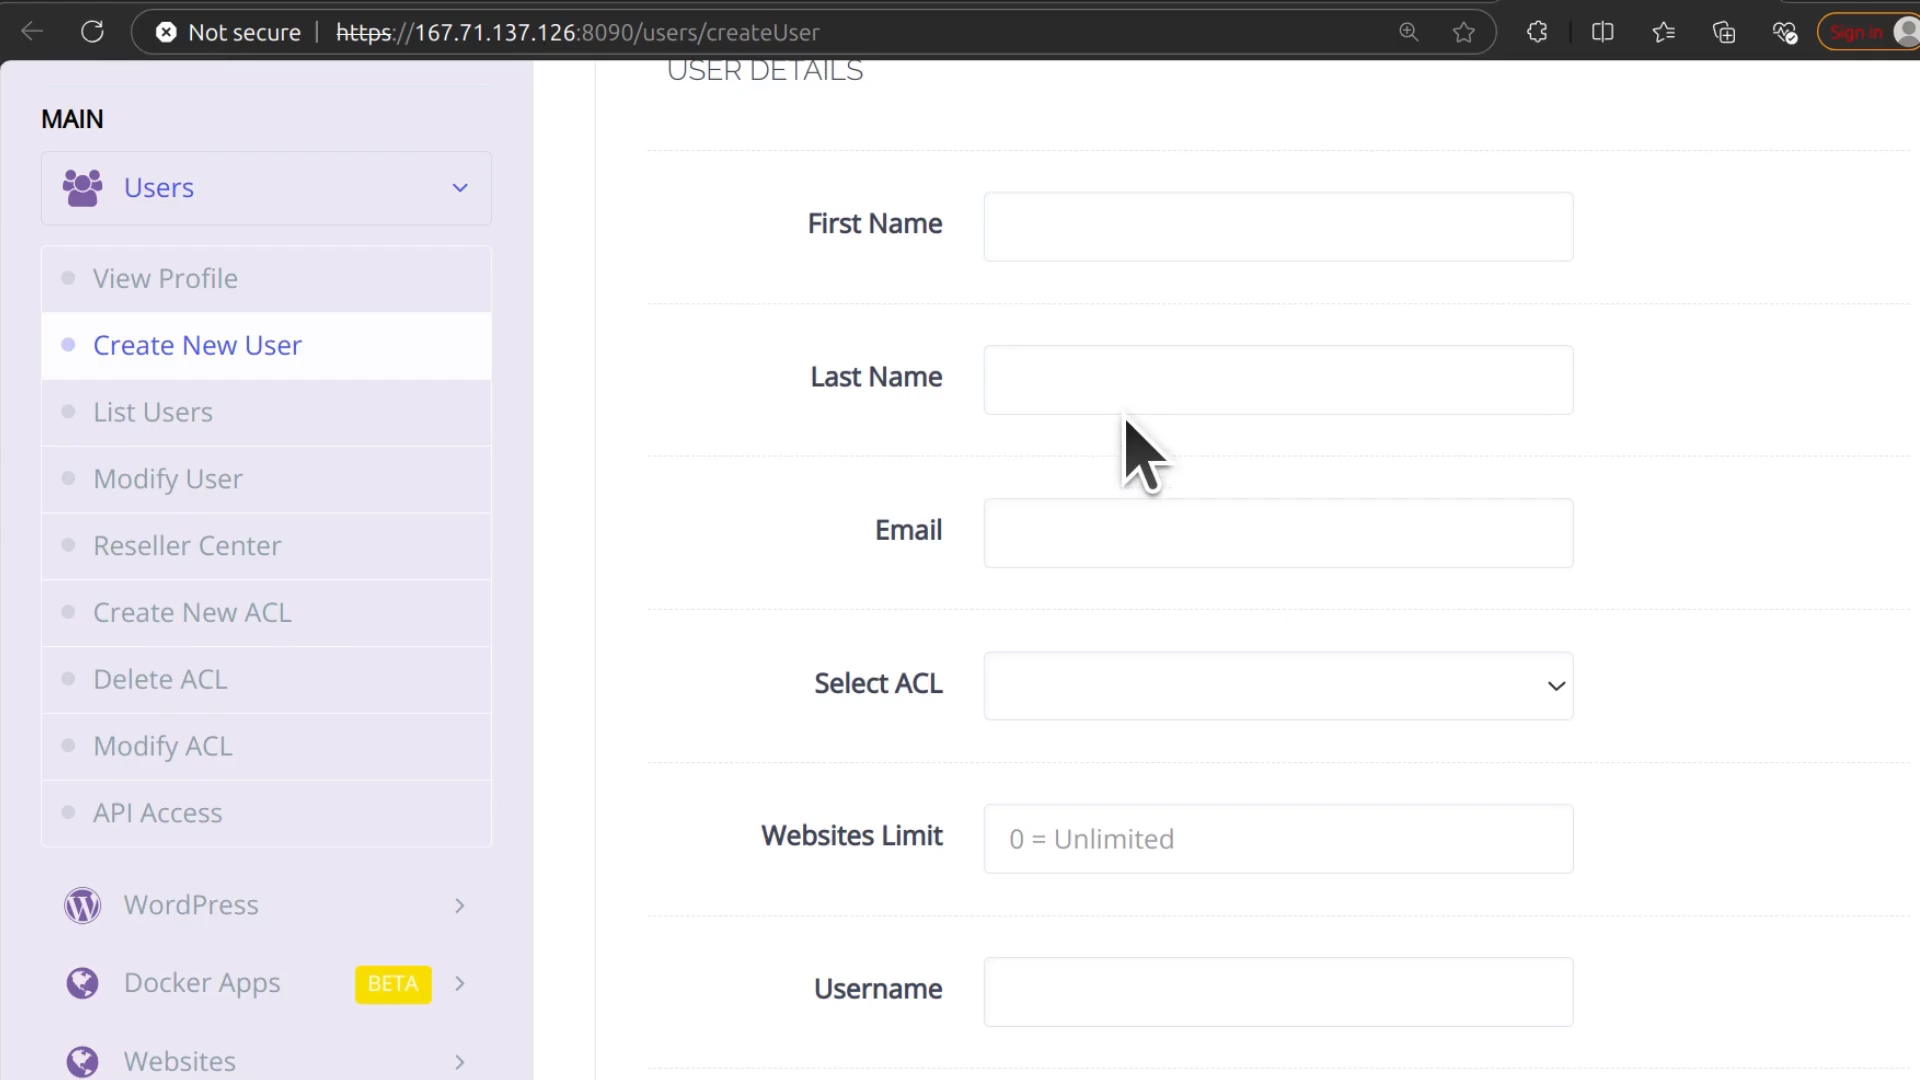 Not secure | https://167.71.137.126:8090/users/createUser
Sign in
USER DETAILS
MAIN
Users
View Profile
Create New User
List Users
Modify User
Reseller Center
Create New ACL
Delete ACL
Modify ACL
API Access
WordPress
Docker Apps BETA
Websites
First Name
Last Name
Email
Select ACL
Websites Limit 0 = Unlimited
Username